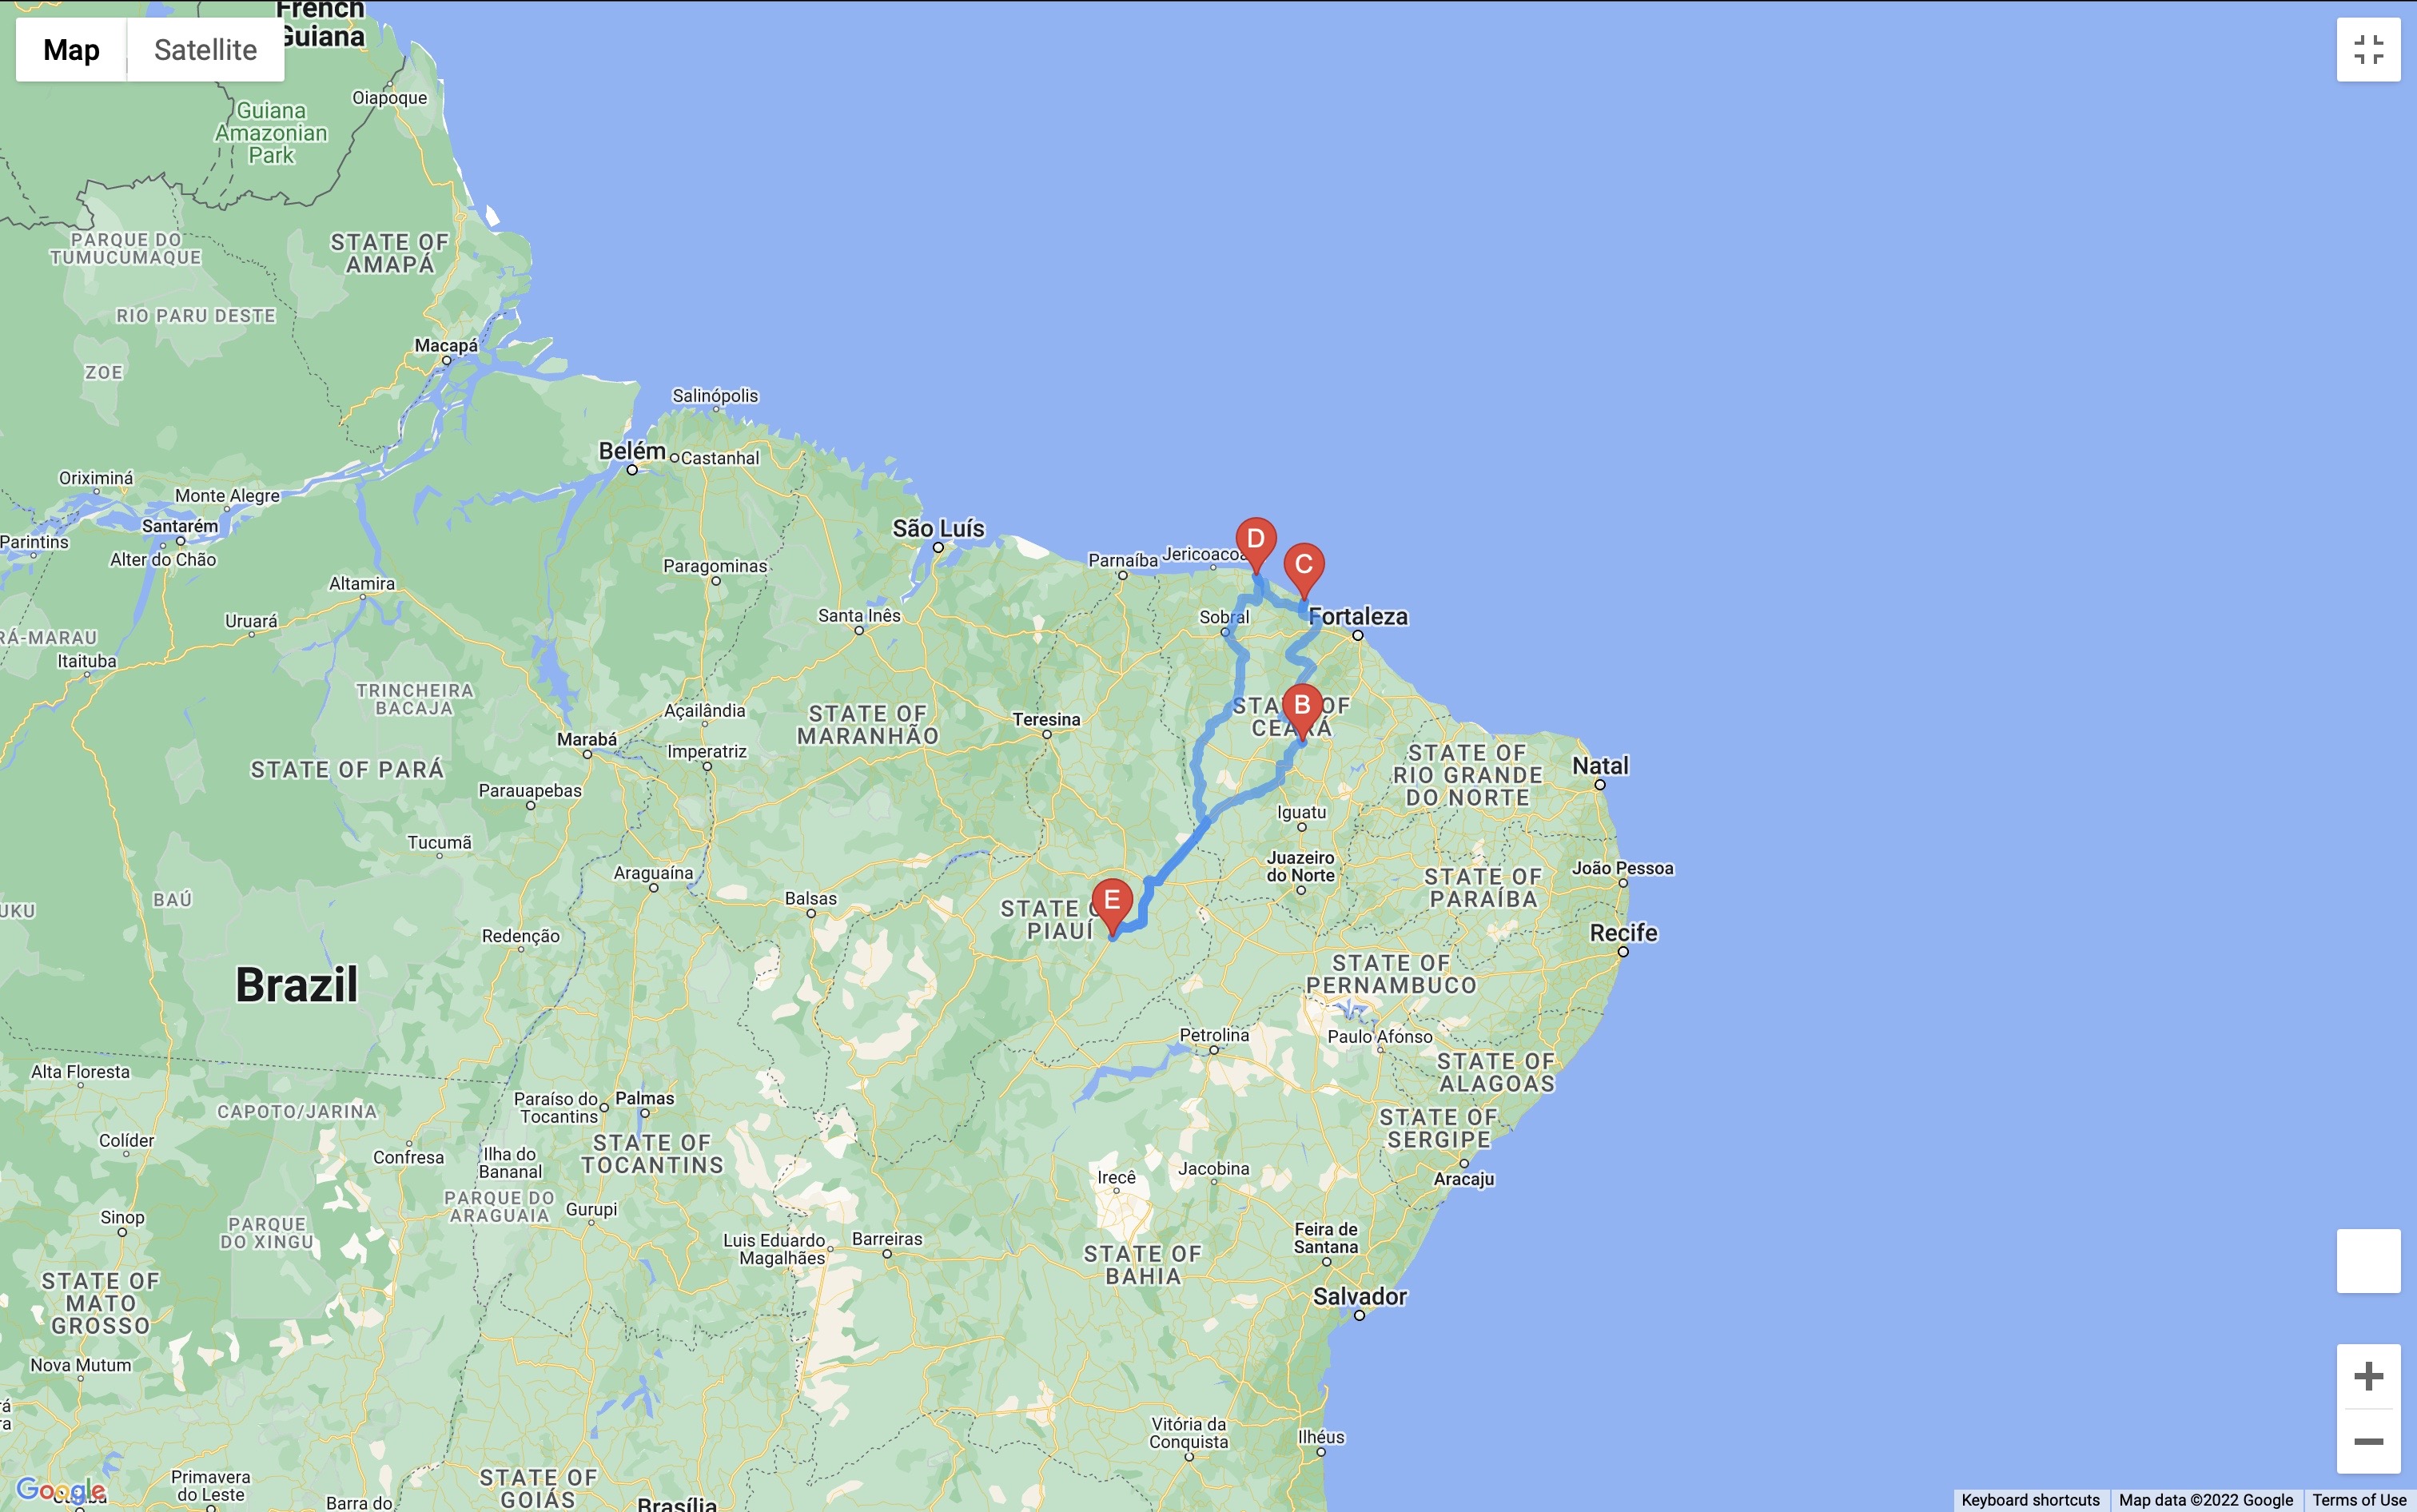 French
Guiana
Map
Satellite
Oiapoque
Guiana
Amazonian
Park
PARQUE DO
TUMUCUMAQUE
STATE OF
AMAPÁ
RIO PARU DESTE
Macapá
ZOE
Salinópolis
Belém
Castanhal
Oriximiná
Monte Alegre
Santarém
Parintins
Alter do Chão
São Luís
D
C
Parnaíba
Jericoacoa
Paragominas
Altamira
Santa Inês
Sobral
Fortaleza
Uruará
RÁ-MARAU
Itaituba
TRINCHEIRA
BACAJA
Açailândia
STATE OF
MARANHÃO
Teresina
B
STATE OF
CEARÁ
Marabá
Imperatriz
STATE OF PARÁ
Parauapebas
STATE OF
RIO GRANDE
DO NORTE
Natal
Iguatu
Tucumã
Juazeiro
do Norte
João Pessoa
Araguaína
STATE OF
PARAÍBA
BAÚ
UKU
Balsas
E
STATE O
PIAUÍ
Redenção
Recife
Brazil
STATE OF
PERNAMBUCO
Petrolina
Paulo Afonso
STATE OF
ALAGOAS
Alta Floresta
Paraíso do
Tocantins
Palmas
CAPOTO/JARINA
STATE OF
SERGIPE
Colíder
Confresa
Ilha do
Bananal
STATE OF
TOCANTINS
Irecê
Jacobina
Aracaju
PARQUE DO
ARAGUAIA
Gurupi
Sinop
PARQUE
DO XINGU
Luis Eduardo
Magalhães
Barreiras
Feira de
Santana
STATE OF
BAHIA
STATE OF
MATO
GROSSO
Salvador
Nova Mutum
Vitória da
Conquista
Ilhéus
Google
Primavera
do Leste
Barra do
STATE OF
GOIÁS
Brasília
+
−
Keyboard shortcuts
Map data ©2022 Google
Terms of Use